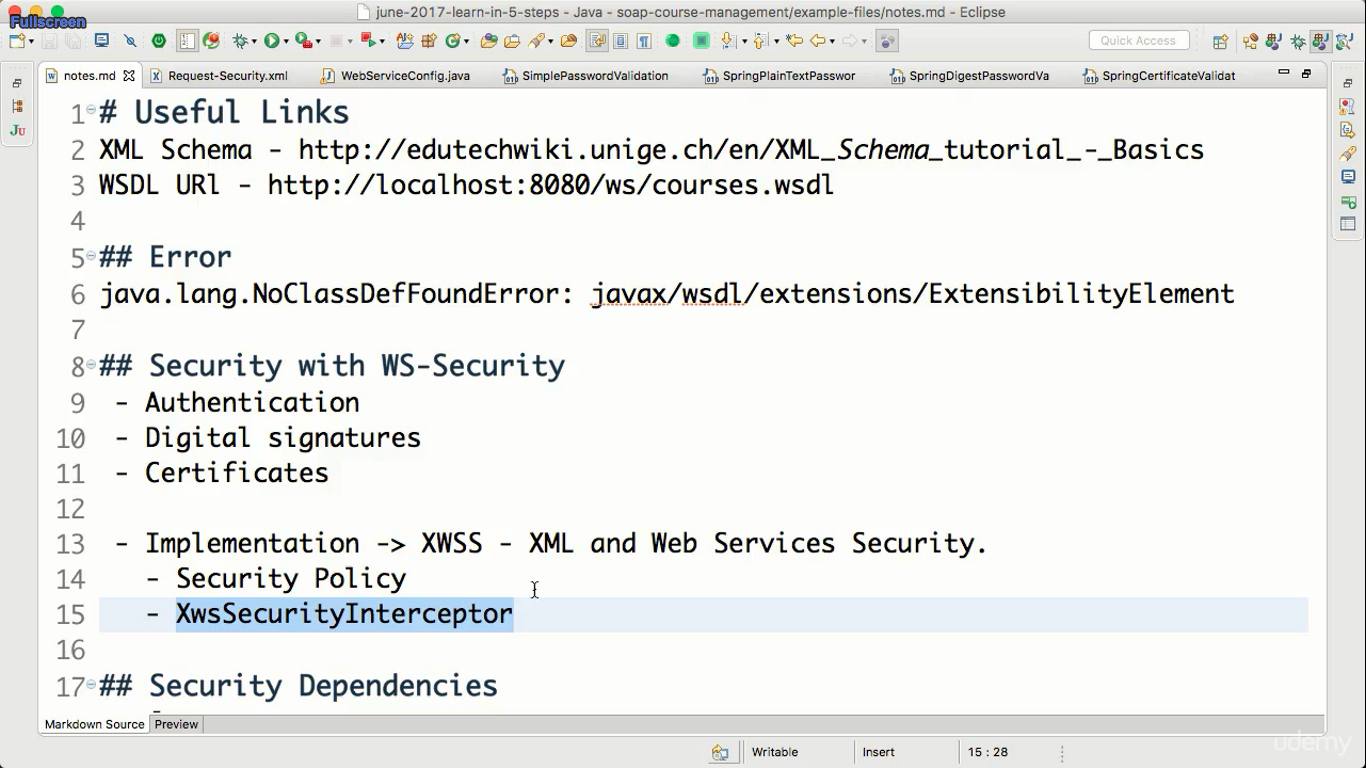 Fullscreen
june-2017-learn-in-5-steps - Java - soap-course-management/example-files/notes.md - Eclipse
Quick Access
notes.md Request-Security.xml WebServiceConfig.java SimplePasswordValidation SpringPlainTextPasswor SpringDigestPasswordVa SpringCertificateValidat
1 # Useful Links
2 XML Schema - http://edutechwiki.unige.ch/en/XML_Schema_tutorial_-_Basics
3 WSDL URl - http://localhost:8080/ws/courses.wsdl
4
5 ## Error
6 java.lang.NoClassDefFoundError: javax/wsdl/extensions/ExtensibilityElement
7
8 ## Security with WS-Security
9 - Authentication
10 - Digital signatures
11 - Certificates
12
13 - Implementation -> XWSS - XML and Web Services Security.
14 - Security Policy
15 - XwsSecurityInterceptor
16
17 ## Security Dependencies
Markdown Source Preview
Writable Insert 15 : 28
udemy